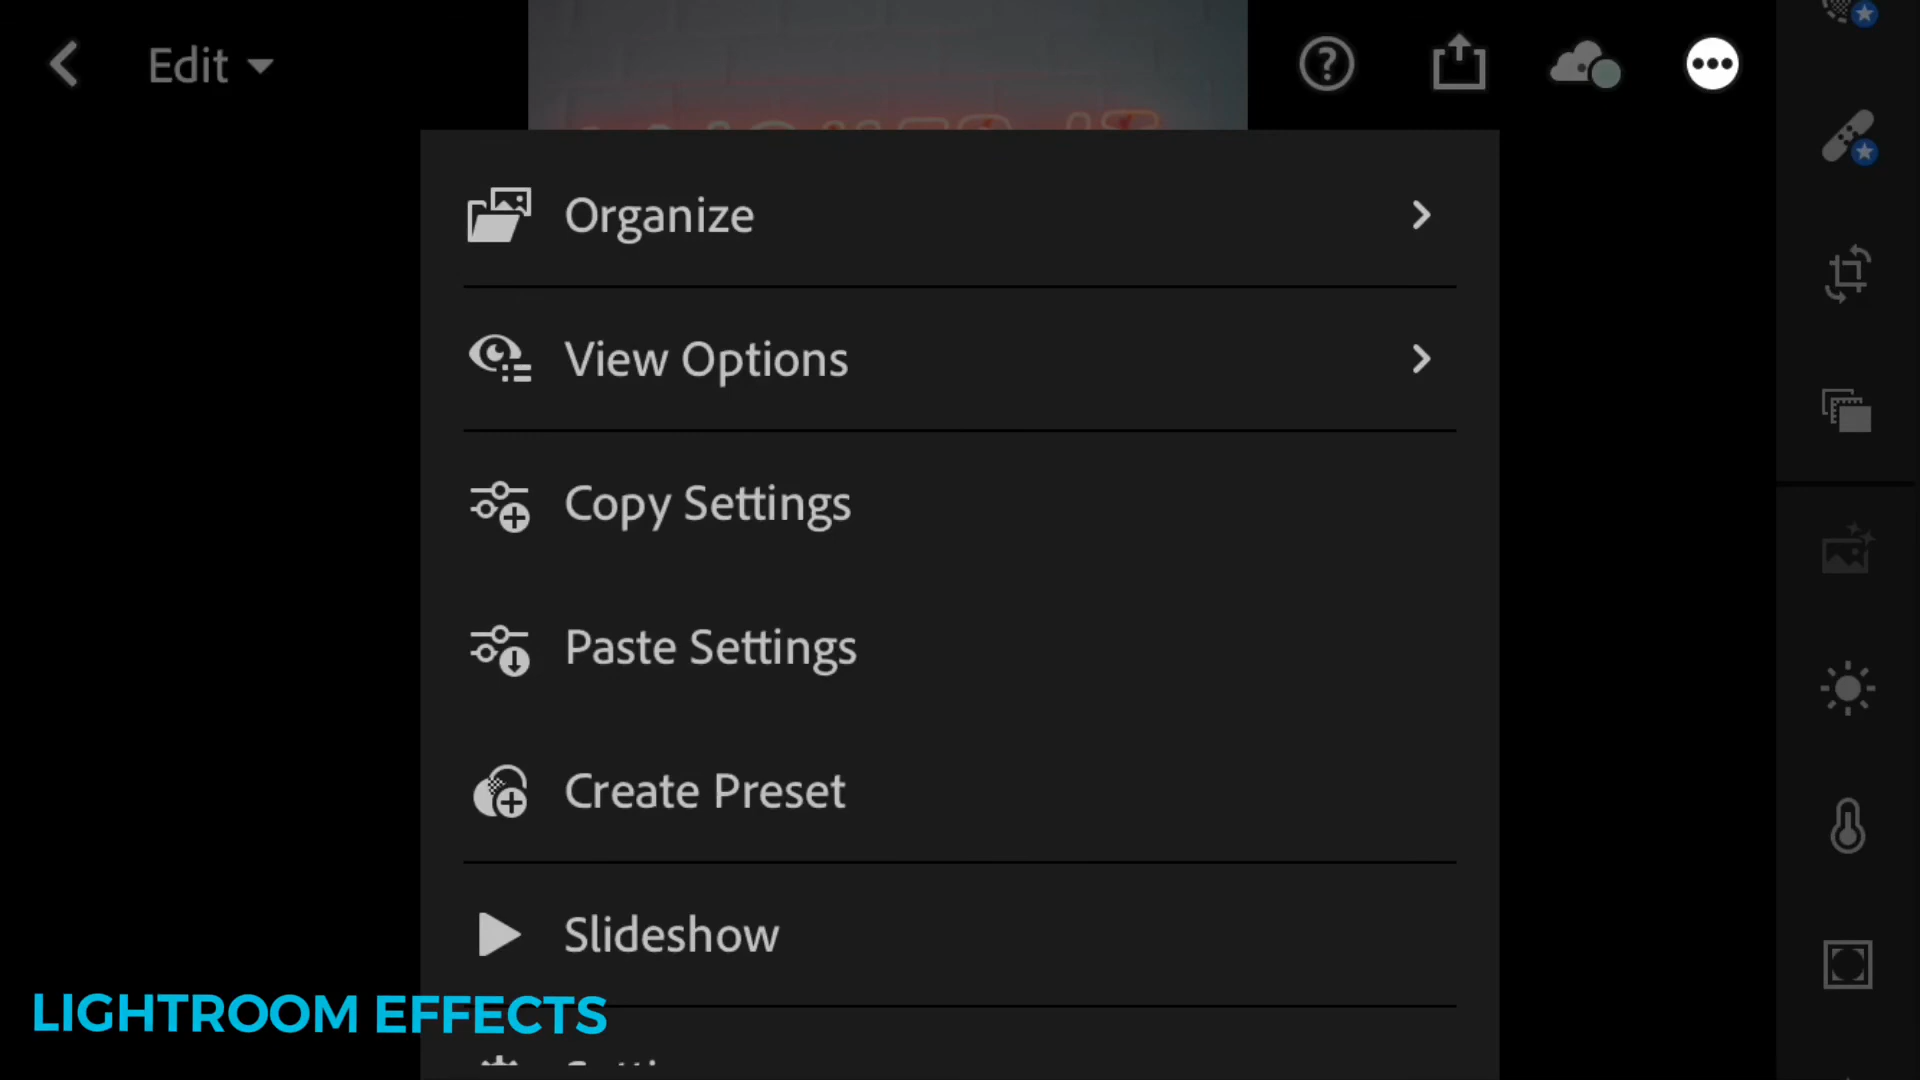 Edit
Organize
View Options
Copy Settings
Paste Settings
Create Preset
Slideshow
LIGHTROOM EFFECTS